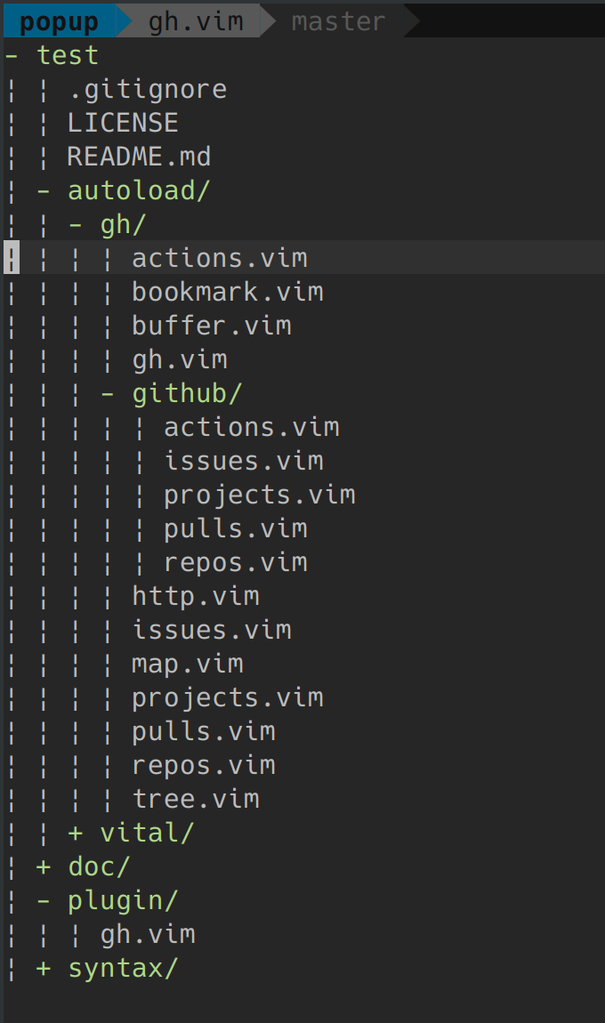 popup gh.vim master
- test
¦ ¦ .gitignore
¦ ¦ LICENSE
¦ ¦ README.md
¦ - autoload/
¦ ¦ - gh/
¦ ¦ ¦ ¦ actions.vim
¦ ¦ ¦ ¦ bookmark.vim
¦ ¦ ¦ ¦ buffer.vim
¦ ¦ ¦ ¦ gh.vim
¦ ¦ ¦ - github/
¦ ¦ ¦ ¦ ¦ actions.vim
¦ ¦ ¦ ¦ ¦ issues.vim
¦ ¦ ¦ ¦ ¦ projects.vim
¦ ¦ ¦ ¦ ¦ pulls.vim
¦ ¦ ¦ ¦ ¦ repos.vim
¦ ¦ ¦ ¦ http.vim
¦ ¦ ¦ ¦ issues.vim
¦ ¦ ¦ ¦ map.vim
¦ ¦ ¦ ¦ projects.vim
¦ ¦ ¦ ¦ pulls.vim
¦ ¦ ¦ ¦ repos.vim
¦ ¦ ¦ ¦ tree.vim
¦ ¦ + vital/
¦ + doc/
¦ - plugin/
¦ ¦ ¦ gh.vim
¦ + syntax/